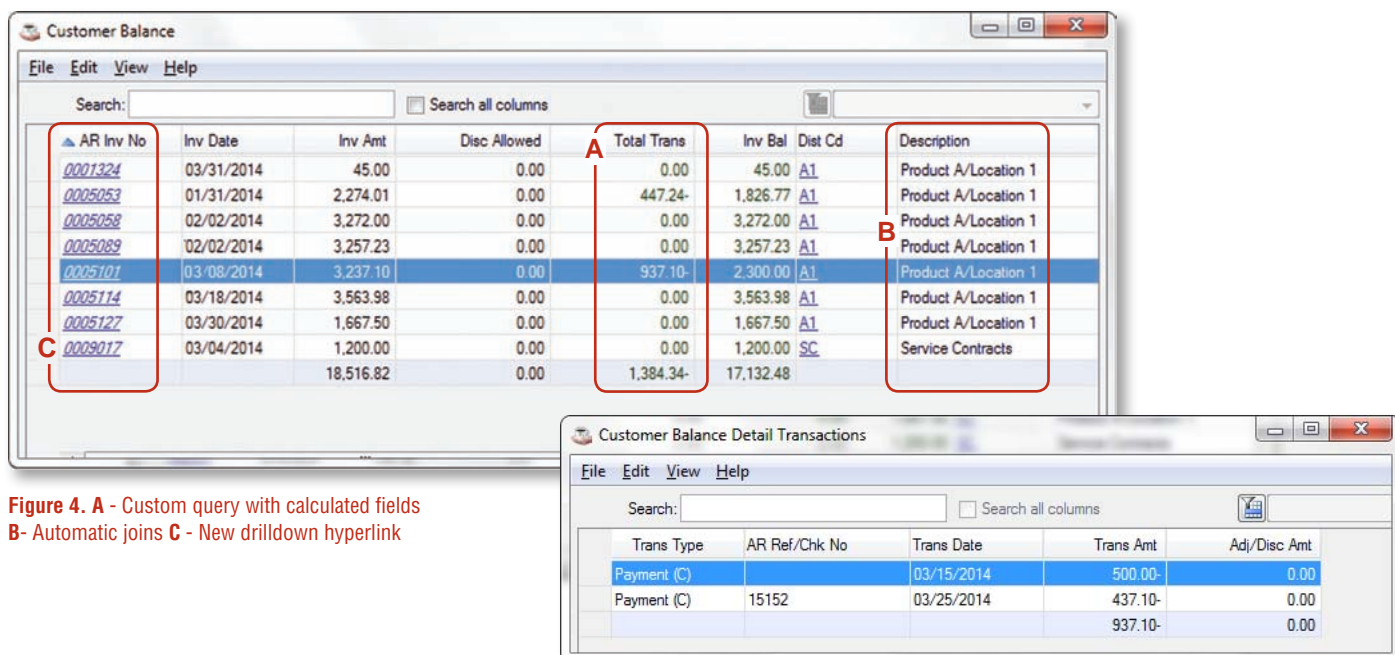 Customer Balance
File Edit View Help
Search: Search all columns
AR Inv No Inv Date Inv Amt Disc Allowed A Total Trans Inv Bal Dist Cd Description
0001324 03/31/2014 45.00 0.00 0.00 45.00 A1 Product A/Location 1
0005053 01/31/2014 2,274.01 0.00 447.24- 1,826.77 A1 Product A/Location 1
0005058 02/02/2014 3,272.00 0.00 0.00 3,272.00 A1 Product A/Location 1
0005089 02/02/2014 3,257.23 0.00 0.00 3,257.23 A1 B Product A/Location 1
0005101 03/08/2014 3,237.10 0.00 937.10- 2,300.00 A1 Product A/Location 1
0005114 03/18/2014 3,563.98 0.00 0.00 3,563.98 A1 Product A/Location 1
0005127 03/30/2014 1,667.50 0.00 0.00 1,667.50 A1 Product A/Location 1
C 0009017 03/04/2014 1,200.00 0.00 0.00 1,200.00 SC Service Contracts
18,516.82 0.00 1,384.34- 17,132.48
Figure 4. A - Custom query with calculated fields
B- Automatic joins C - New drilldown hyperlink
Customer Balance Detail Transactions
File Edit View Help
Search: Search all columns
Trans Type AR Ref/Chk No Trans Date Trans Amt Adj/Disc Amt
Payment (C) 03/15/2014 500.00- 0.00
Payment (C) 15152 03/25/2014 437.10- 0.00
937.10- 0.00